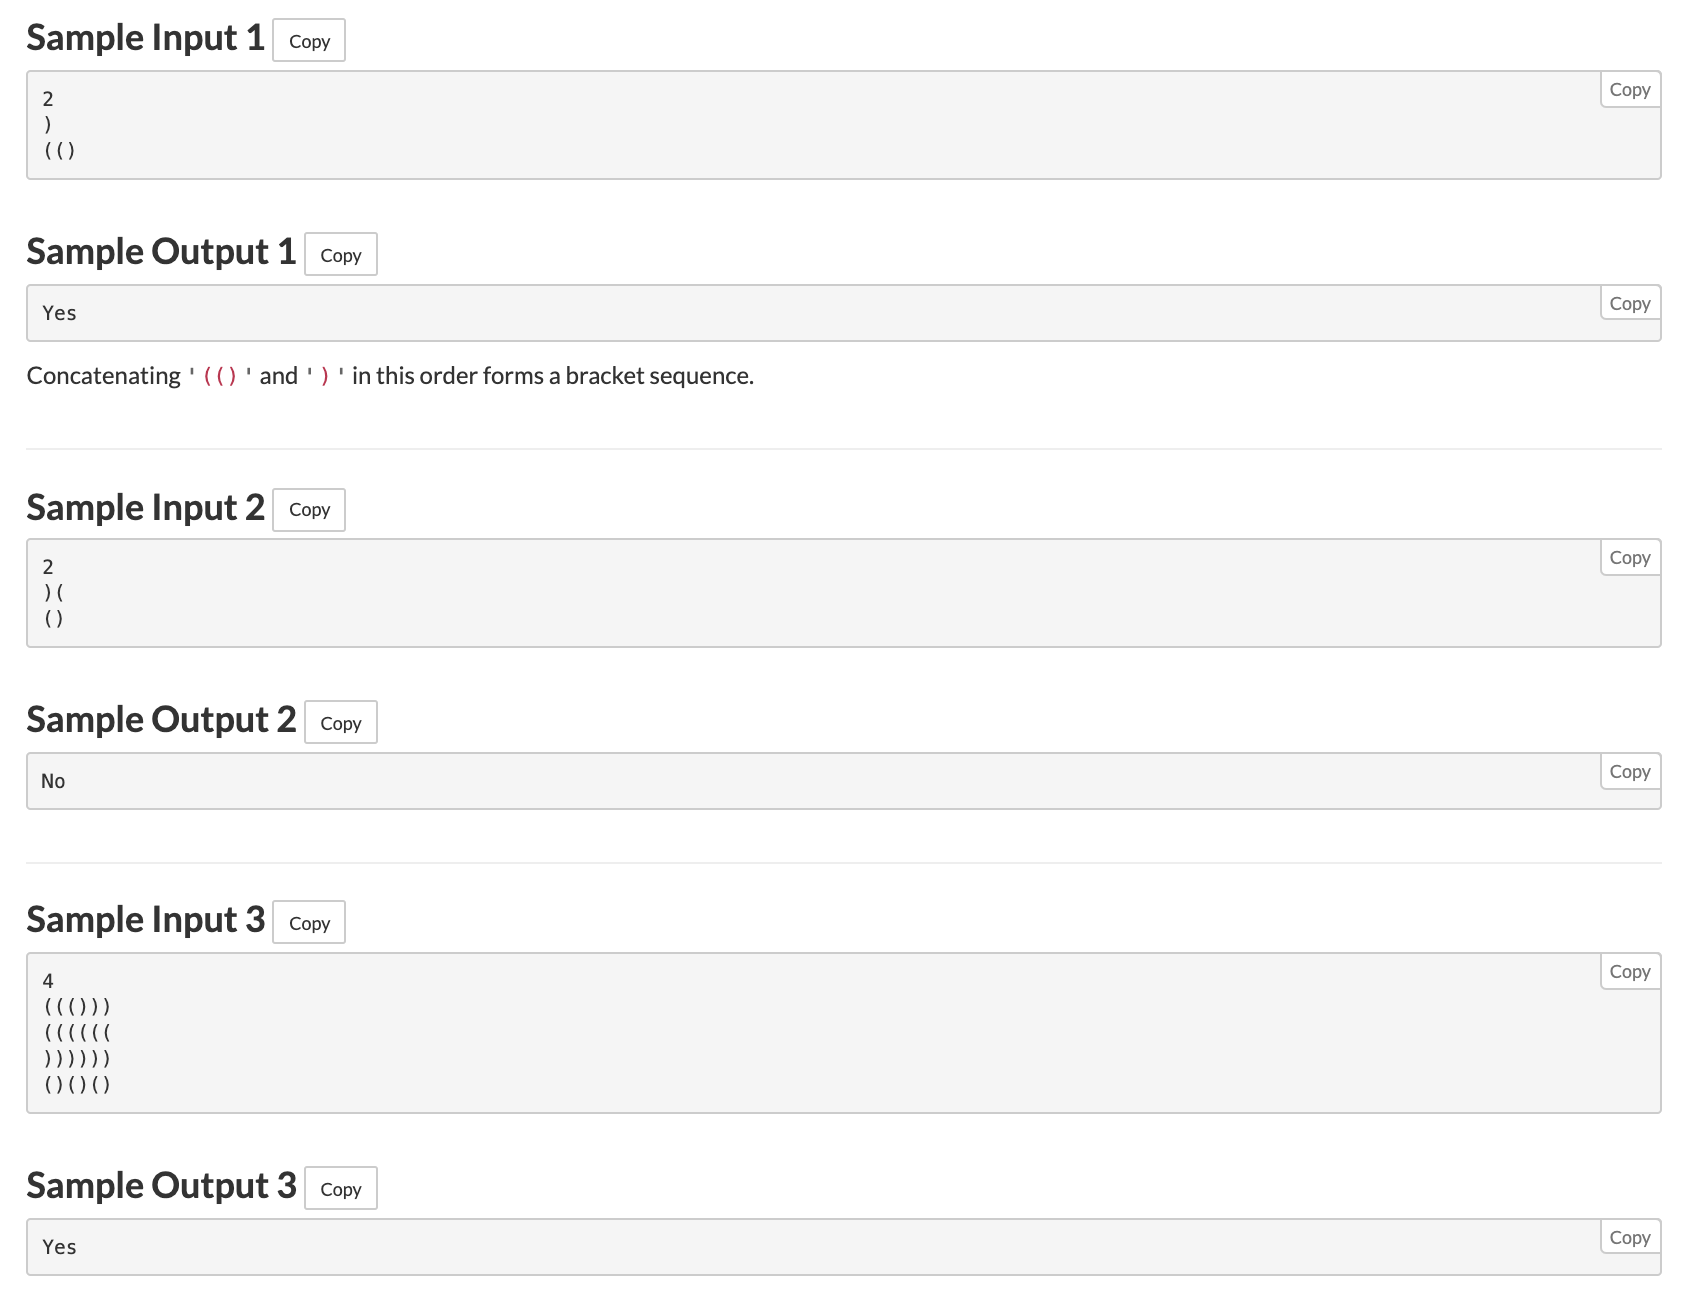 Sample Input 1 Copy
Copy
2
)
(()
Sample Output 1 Copy
Copy
Yes
Concatenating '(()' and ')' in this order forms a bracket sequence.
Sample Input 2 Copy
Copy
2
)(
()
Sample Output 2 Copy
Copy
No
Sample Input 3 Copy
Copy
4
((()))
((((((
))))))
()()()
Sample Output 3 Copy
Copy
Yes